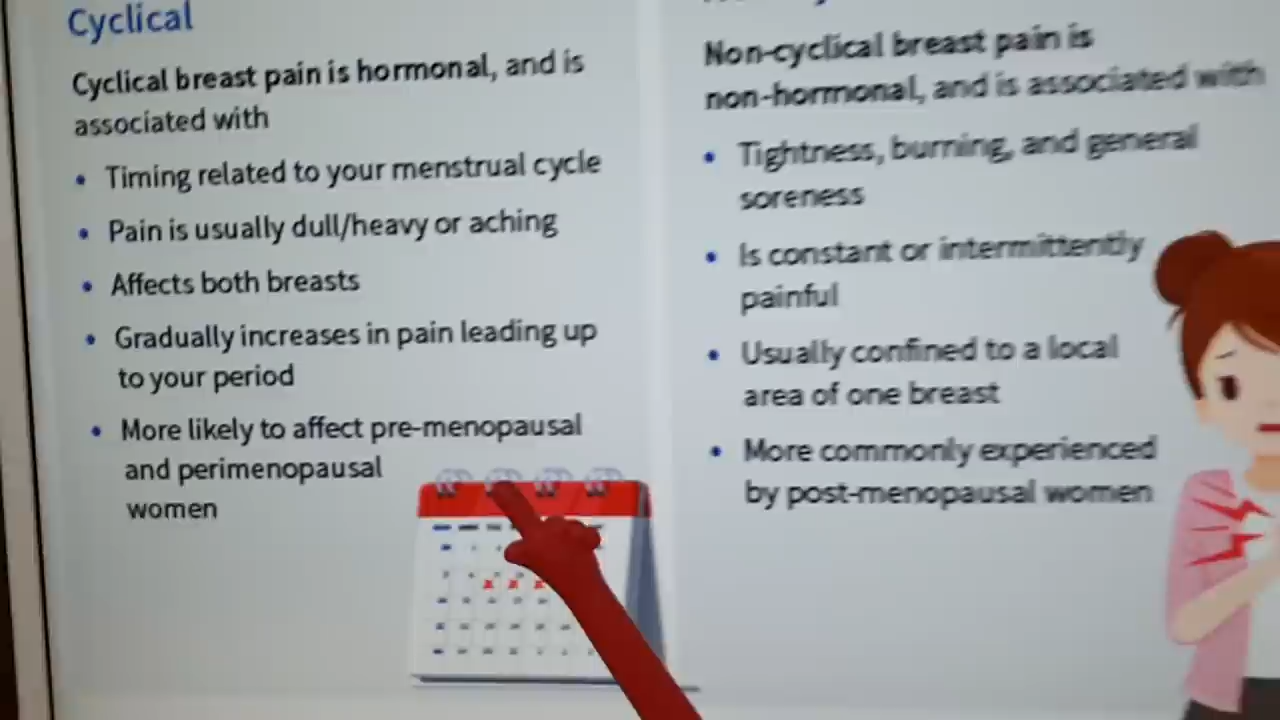 Cyclical
Cyclical breast pain is hormonal, and is
associated with
• Timing related to your menstrual cycle
• Pain is usually dull/heavy or aching
• Affects both breasts
• Gradually increases in pain leading up
to your period
• More likely to affect pre-menopausal
and perimenopausal
women
Non-cyclical breast pain is
non-hormonal, and is associated with
• Tightness, burning, and general
soreness
• Is constant or intermittently
painful
• Usually confined to a local
area of one breast
• More commonly experienced
by post-menopausal women